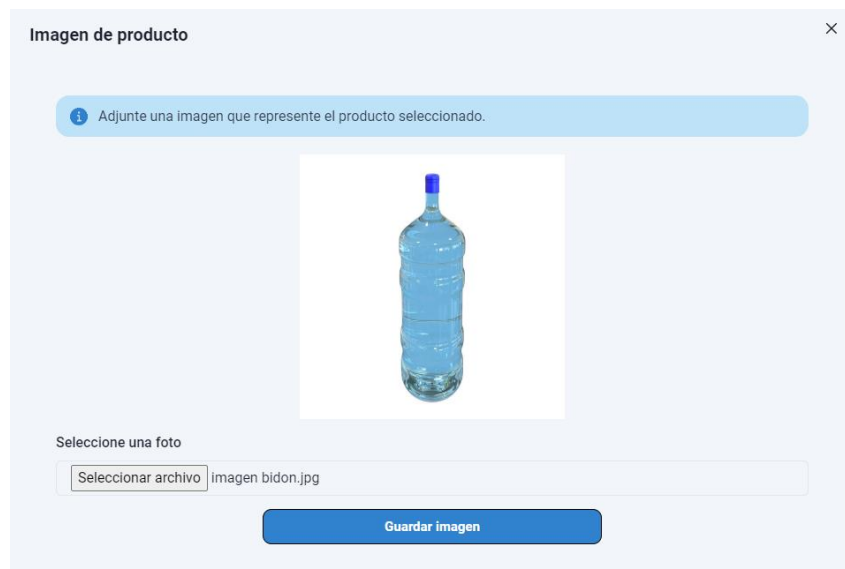 Imagen de producto
Adjunte una imagen que represente el producto seleccionado.
Seleccione una foto
Seleccionar archivo imagen bidon.jpg
Guardar imagen